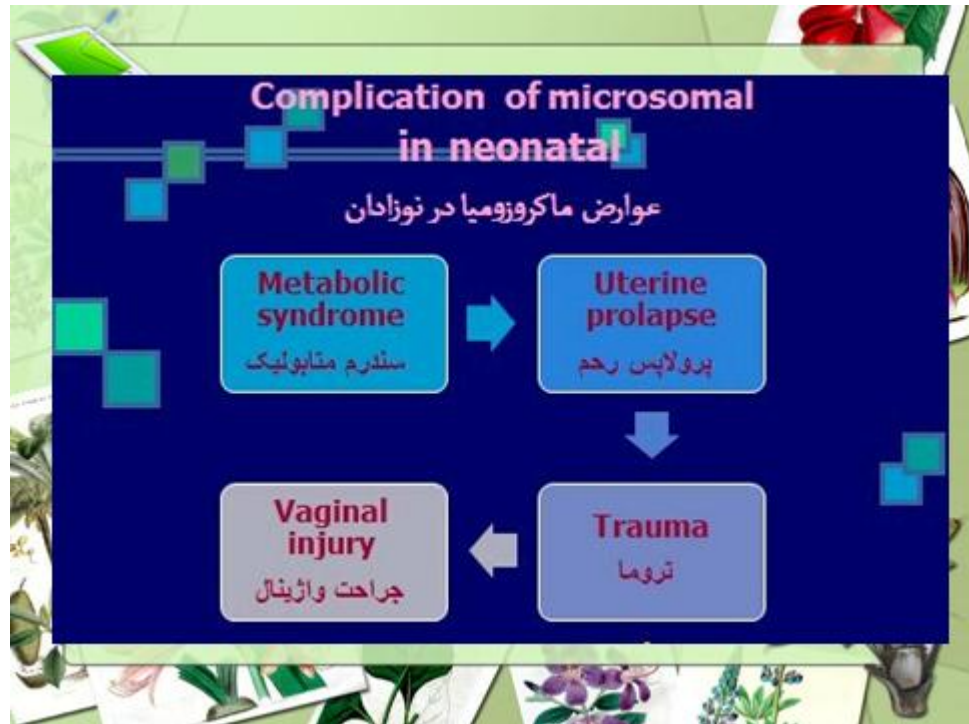 Complication of microsomal
in neonatal
عوارض ماکروزومیا در نوزادان
Metabolic
syndrome
سندرم متابولیک
Uterine
prolapse
پرولاپس رحم
Trauma
تروما
Vaginal
injury
جراحت واژینال